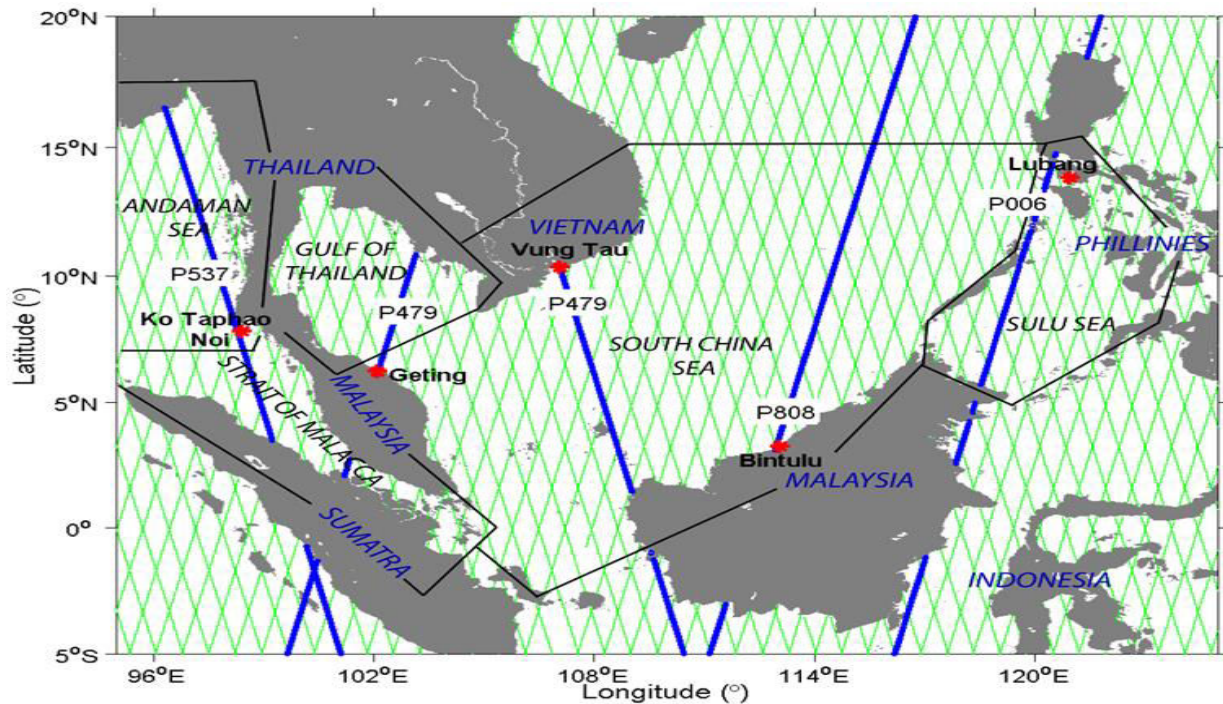 20°N
15°N
10°N
5°N
0°
5°S
Latitude (°)
96°E
102°E
108°E
114°E
120°E
Longitude (°)
THAILAND
ANDAMAN
SEA
GULF OF
THAILAND
VIETNAM
Vung Tau
Lubang
P006
PHILLINIES
P537
P479
P479
Ko Taphao
Noi
SULU SEA
SOUTH CHINA
SEA
STRAIT OF MALACCA
MALAYSIA
Geting
P808
Bintulu
MALAYSIA
SUMATRA
INDONESIA